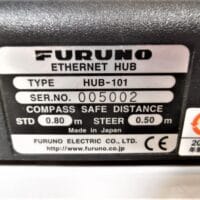 FURUNO
ETHERNET HUB
TYPE HUB-101
SER.NO. 005002
COMPASS SAFE DISTANCE
STD 0.80 m STEER 0.50 m
Made in Japan
FURUNO ELECTRIC CO.,LTD.
http://www.furuno.co.jp
CE
20